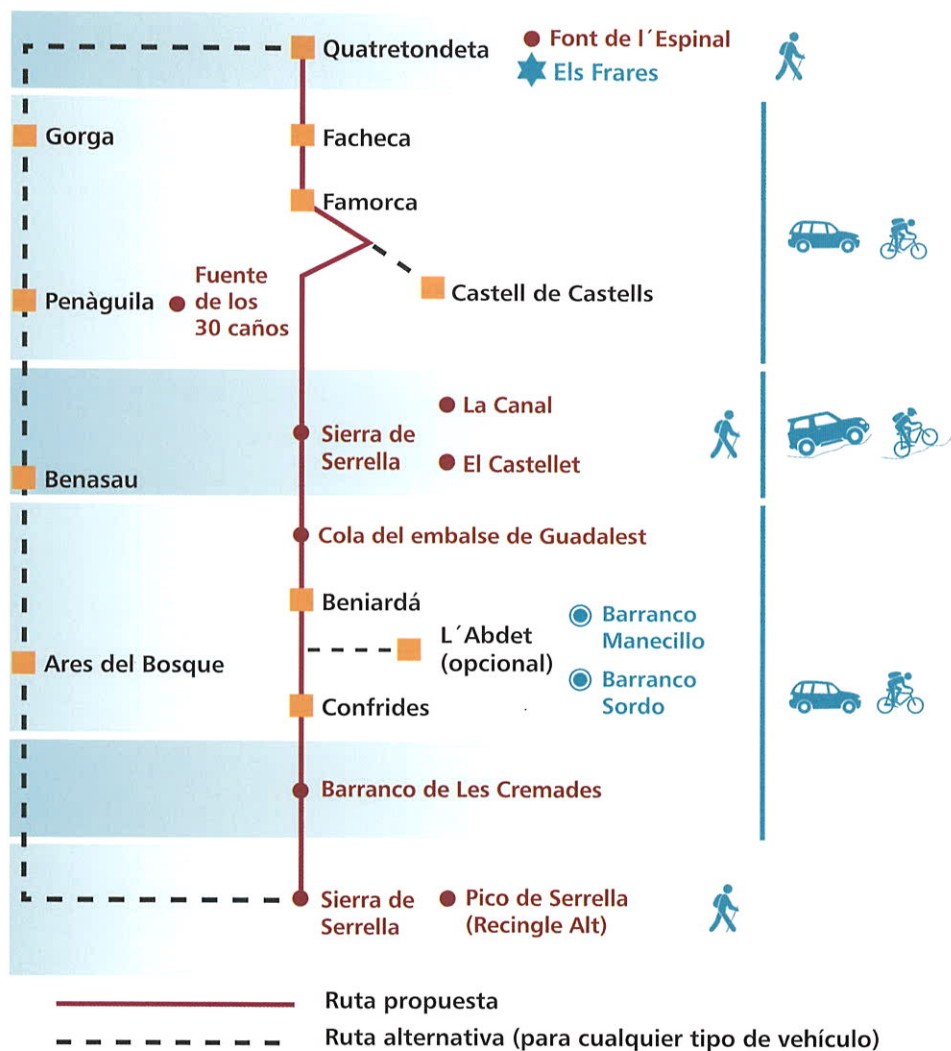 Quatretondeta
Font de l´Espinal
Els Frares
Gorga
Facheca
Famorca
Castell de Castells
Penàguila
Fuente
de los
30 caños
La Canal
Sierra de
Serrella
El Castellet
Benasau
Cola del embalse de Guadalest
Beniardá
L´Abdet
(opcional)
Barranco
Manecillo
Barranco
Sordo
Ares del Bosque
Confrides
Barranco de Les Cremades
Sierra de
Serrella
Pico de Serrella
(Recingle Alt)
Ruta propuesta
Ruta alternativa (para cualquier tipo de vehículo)